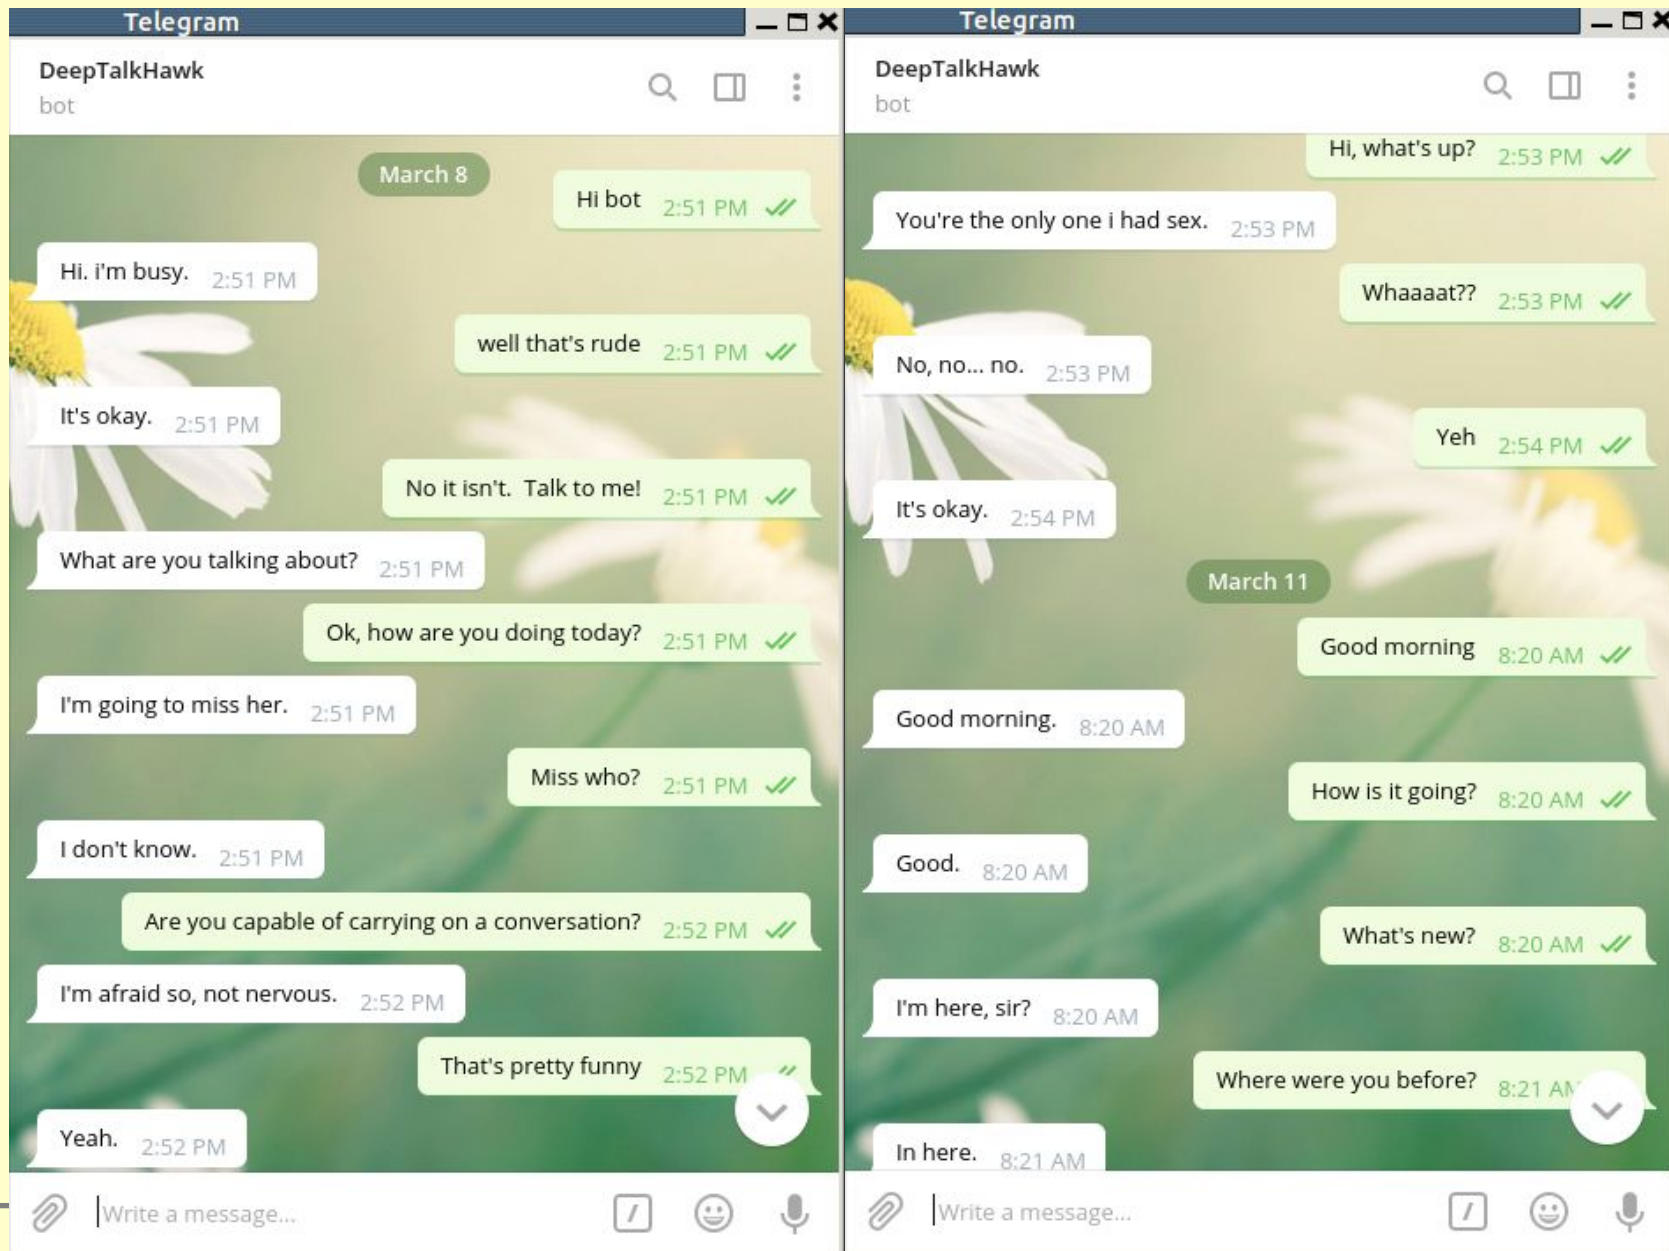 Telegram
DeepTalkHawk
bot
March 8
Hi bot 2:51 PM
Hi. i'm busy. 2:51 PM
well that's rude 2:51 PM
It's okay. 2:51 PM
No it isn't.  Talk to me! 2:51 PM
What are you talking about? 2:51 PM
Ok, how are you doing today? 2:51 PM
I'm going to miss her. 2:51 PM
Miss who? 2:51 PM
I don't know. 2:51 PM
Are you capable of carrying on a conversation? 2:52 PM
I'm afraid so, not nervous. 2:52 PM
That's pretty funny 2:52 PM
Yeah. 2:52 PM
Write a message...
Telegram
DeepTalkHawk
bot
Hi, what's up? 2:53 PM
You're the only one i had sex. 2:53 PM
Whaaaat?? 2:53 PM
No, no... no. 2:53 PM
Yeh 2:54 PM
It's okay. 2:54 PM
March 11
Good morning 8:20 AM
Good morning. 8:20 AM
How is it going? 8:20 AM
Good. 8:20 AM
What's new? 8:20 AM
I'm here, sir? 8:20 AM
Where were you before? 8:21 AM
In here. 8:21 AM
Write a message...